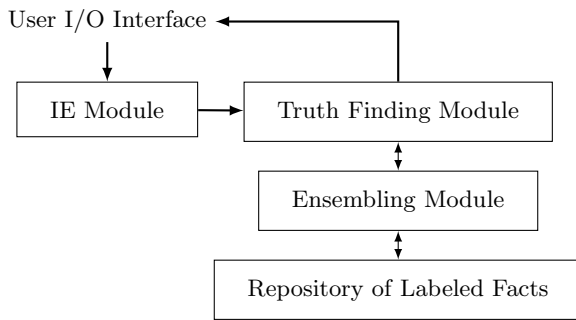 User I/O Interface
IE Module
Truth Finding Module
Ensembling Module
Repository of Labeled Facts